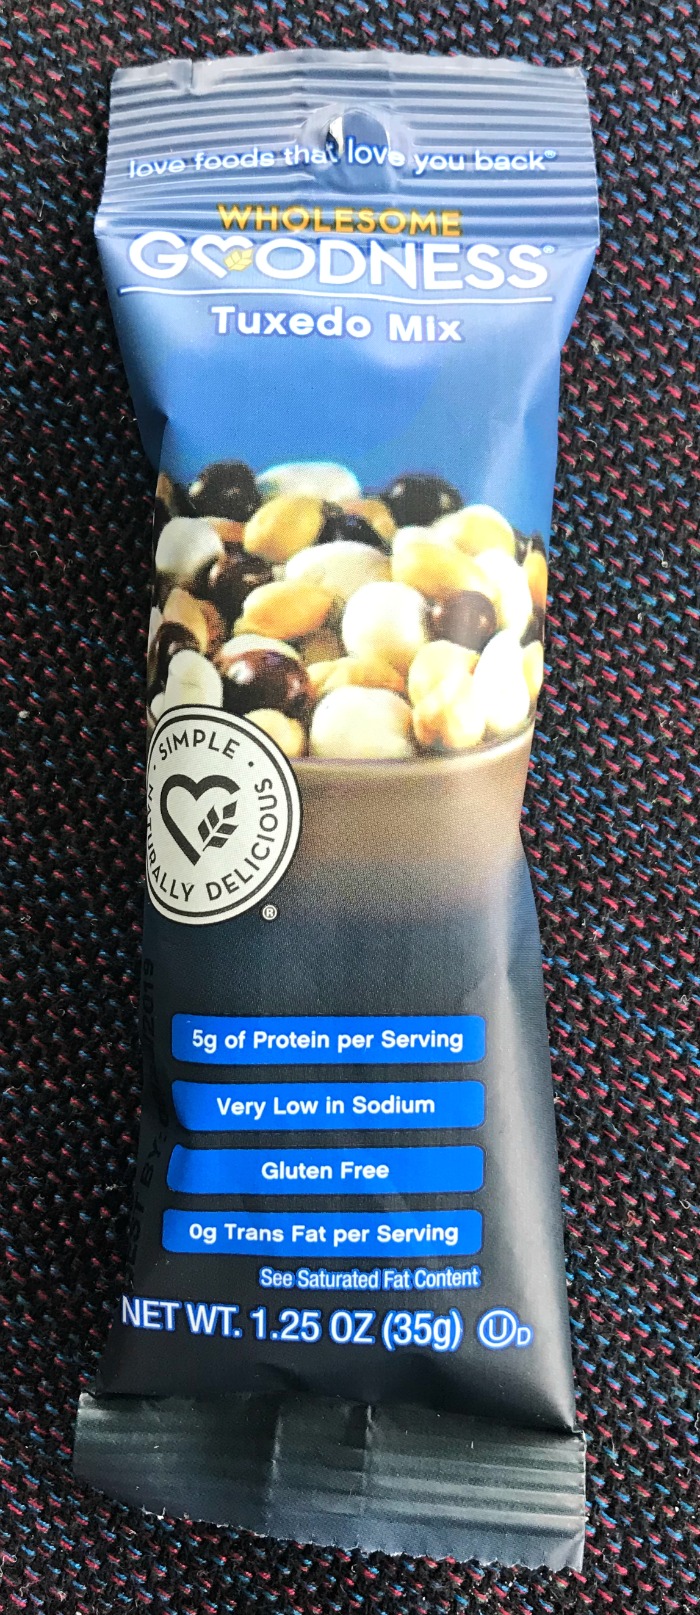 love foods that love you back®
WHOLESOME
GOODNESS®
Tuxedo Mix
· SIMPLE ·
NATURALLY DELICIOUS
®
5g of Protein per Serving
Very Low in Sodium
Gluten Free
0g Trans Fat per Serving
See Saturated Fat Content
NET WT. 1.25 OZ (35g) ⓊD